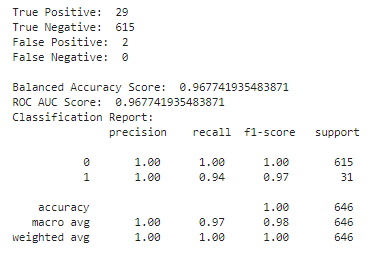 True Positive:  29
True Negative:  615
False Positive:  2
False Negative:  0
Balanced Accuracy Score:  0.967741935483871
ROC AUC Score:  0.967741935483871
Classification Report:
precision    recall  f1-score   support
0       1.00      1.00      1.00       615
1       1.00      0.94      0.97        31
accuracy                           1.00       646
macro avg       1.00      0.97      0.98       646
weighted avg       1.00      1.00      1.00       646